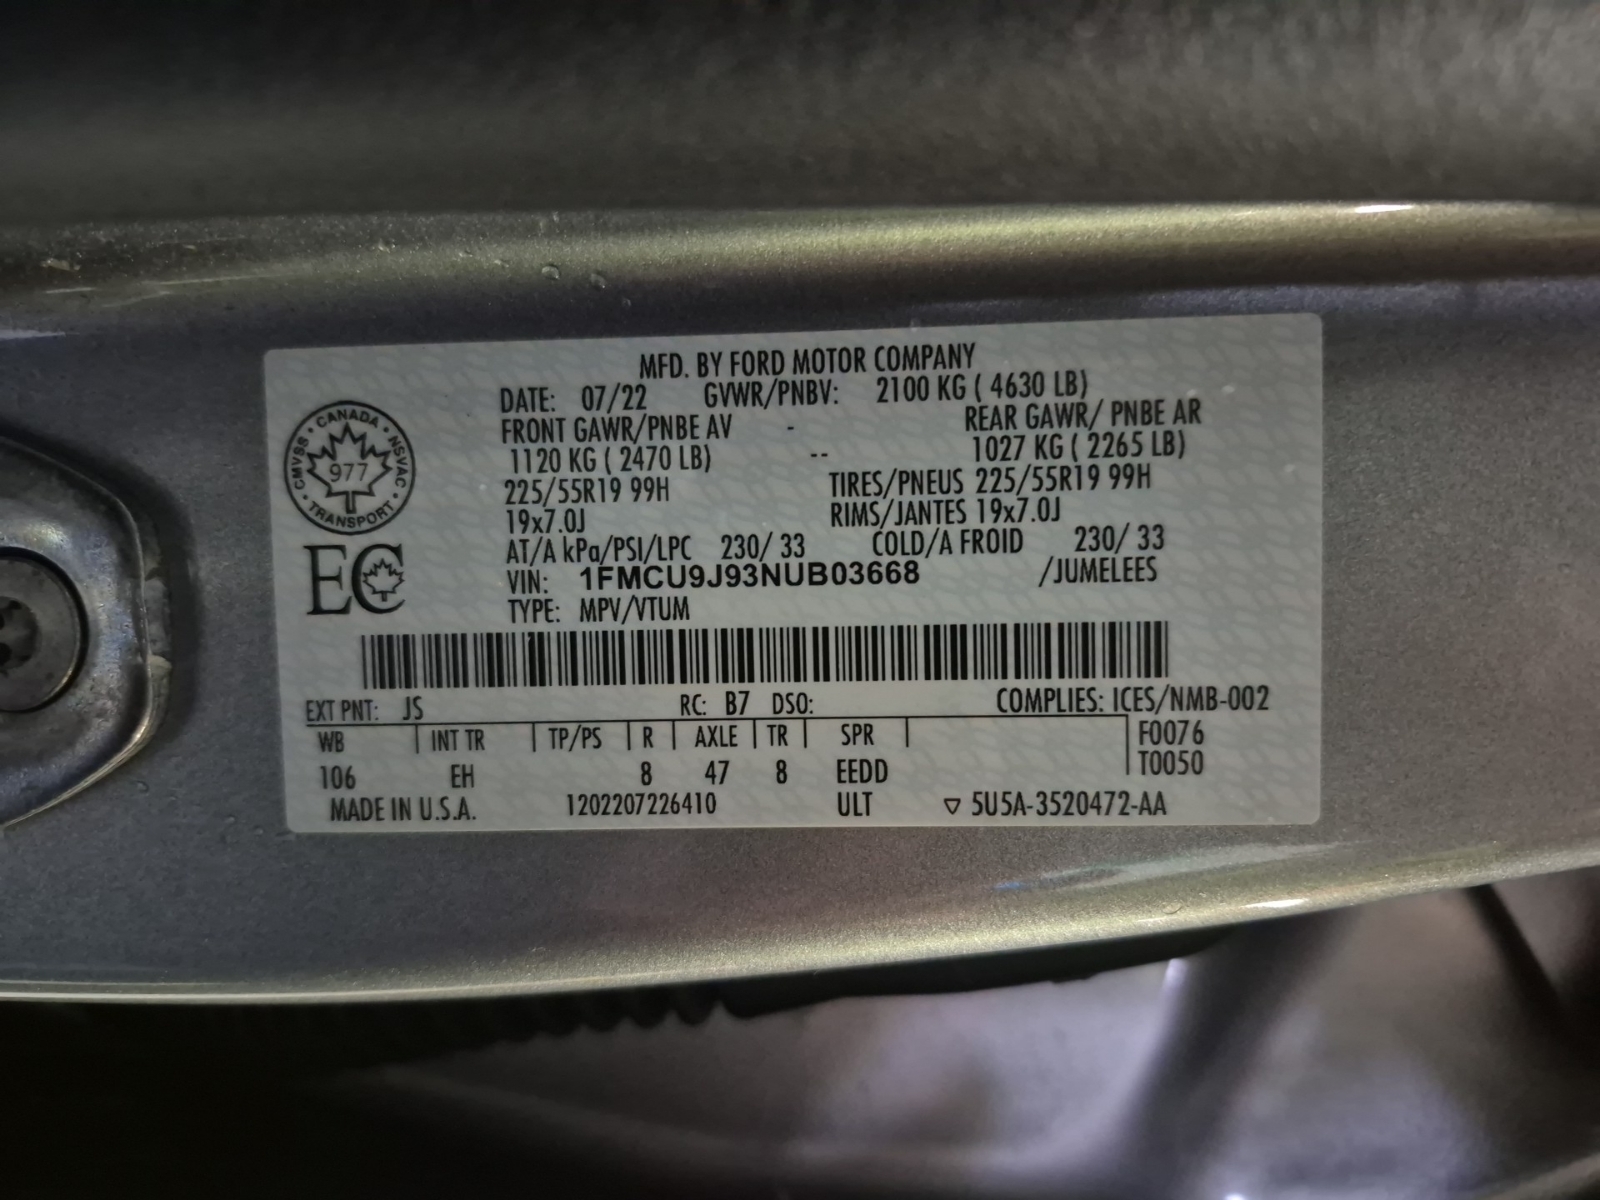 MFD. BY FORD MOTOR COMPANY
DATE: 07/22 GVWR/PNBV: 2100 KG ( 4630 LB)
FRONT GAWR/PNBE AV - REAR GAWR/ PNBE AR
1120 KG ( 2470 LB) -- 1027 KG ( 2265 LB)
225/55R19 99H TIRES/PNEUS 225/55R19 99H
19x7.0J RIMS/JANTES 19x7.0J
AT/A kPa/PSI/LPC 230/ 33 COLD/A FROID 230/ 33
VIN: 1FMCU9J93NUB03668 /JUMELEES
TYPE: MPV/VTUM
CANADA
CMVSS 977 NSVAC
TRANSPORT
EC
EXT PNT: JS RC: B7 DSO: COMPLIES: ICES/NMB-002
WB INT TR TP/PS R AXLE TR SPR F0076
T0050
106 EH 8 47 8 EEDD
MADE IN U.S.A. 1202207226410 ULT ▽ 5U5A-3520472-AA